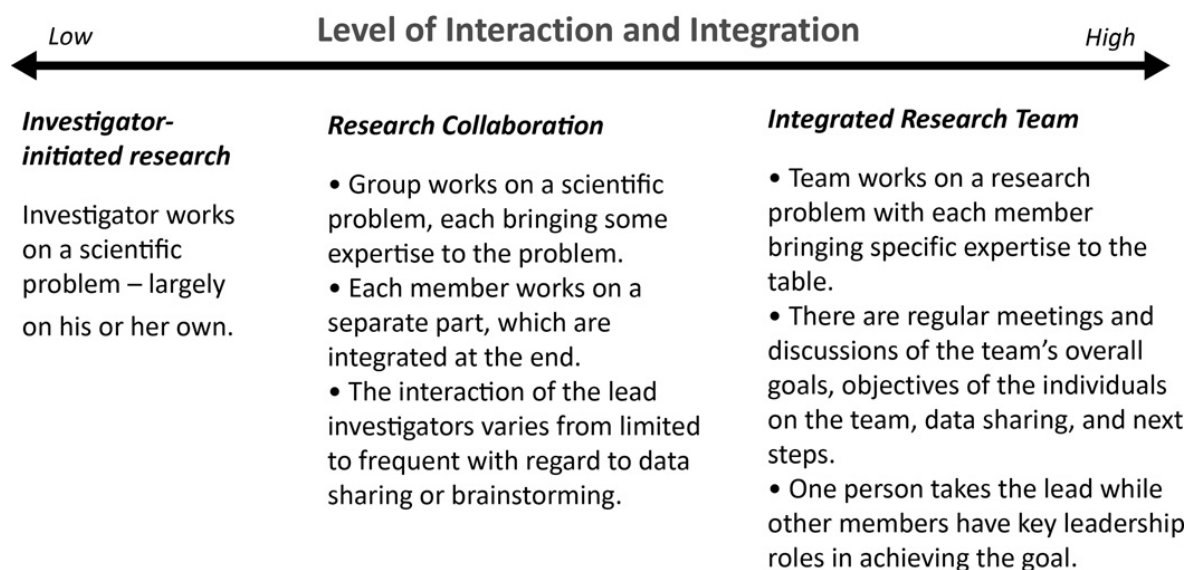 Low
Level of Interaction and Integration
High
Investigator-
initiated research
Investigator works
on a scientific
problem – largely
on his or her own.
Research Collaboration
• Group works on a scientific
problem, each bringing some
expertise to the problem.
• Each member works on a
separate part, which are
integrated at the end.
• The interaction of the lead
investigators varies from limited
to frequent with regard to data
sharing or brainstorming.
Integrated Research Team
• Team works on a research
problem with each member
bringing specific expertise to the
table.
• There are regular meetings and
discussions of the team’s overall
goals, objectives of the individuals
on the team, data sharing, and next
steps.
• One person takes the lead while
other members have key leadership
roles in achieving the goal.